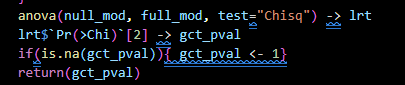 anova(null_mod, full_mod, test="Chisq") -> lrt
lrt$`Pr(>Chi)`[2] -> gct_pval
if(is.na(gct_pval)){ gct_pval <- 1}
return(gct_pval)